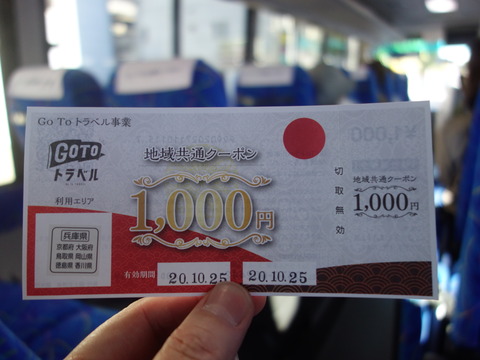 Go To トラベル事業
GO TO
トラベル
地域共通クーポン
1,000円
利用エリア
兵庫県
京都府 大阪府
鳥取県 岡山県
徳島県 香川県
有効期間
20.10.25
20.10.25
切取無効
地域共通クーポン
1,000円